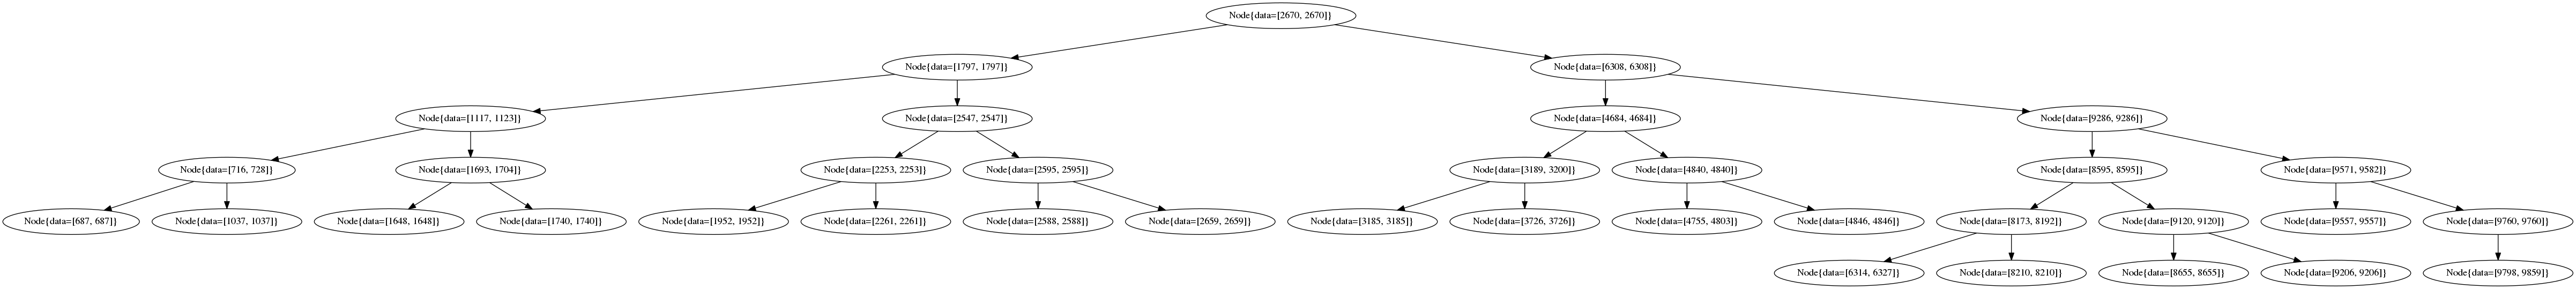 Node{data=[2670, 2670]}
Node{data=[1797, 1797]}
Node{data=[6308, 6308]}
Node{data=[1117, 1123]}
Node{data=[2547, 2547]}
Node{data=[4684, 4684]}
Node{data=[9286, 9286]}
Node{data=[716, 728]}
Node{data=[1693, 1704]}
Node{data=[2253, 2253]}
Node{data=[2595, 2595]}
Node{data=[3189, 3200]}
Node{data=[4840, 4840]}
Node{data=[8595, 8595]}
Node{data=[9571, 9582]}
Node{data=[687, 687]}
Node{data=[1037, 1037]}
Node{data=[1648, 1648]}
Node{data=[1740, 1740]}
Node{data=[1952, 1952]}
Node{data=[2261, 2261]}
Node{data=[2588, 2588]}
Node{data=[2659, 2659]}
Node{data=[3185, 3185]}
Node{data=[3726, 3726]}
Node{data=[4755, 4803]}
Node{data=[4846, 4846]}
Node{data=[8173, 8192]}
Node{data=[9120, 9120]}
Node{data=[9557, 9557]}
Node{data=[9760, 9760]}
Node{data=[6314, 6327]}
Node{data=[8210, 8210]}
Node{data=[8655, 8655]}
Node{data=[9206, 9206]}
Node{data=[9798, 9859]}